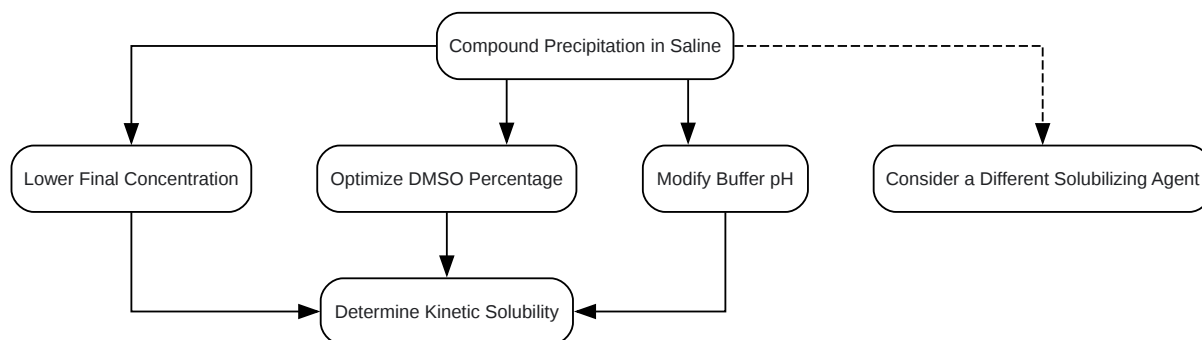 Compound Precipitation in Saline
Lower Final Concentration
Optimize DMSO Percentage
Modify Buffer pH
Consider a Different Solubilizing Agent
Determine Kinetic Solubility